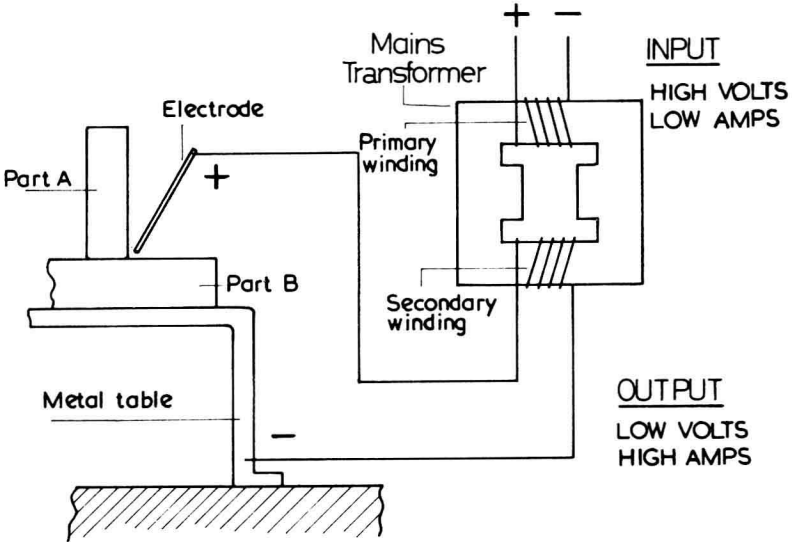 + −
Mains
Transformer
INPUT
HIGH VOLTS
LOW AMPS
Electrode
Primary
winding
Part A
+
Part B
Secondary
winding
Metal table
−
OUTPUT
LOW VOLTS
HIGH AMPS